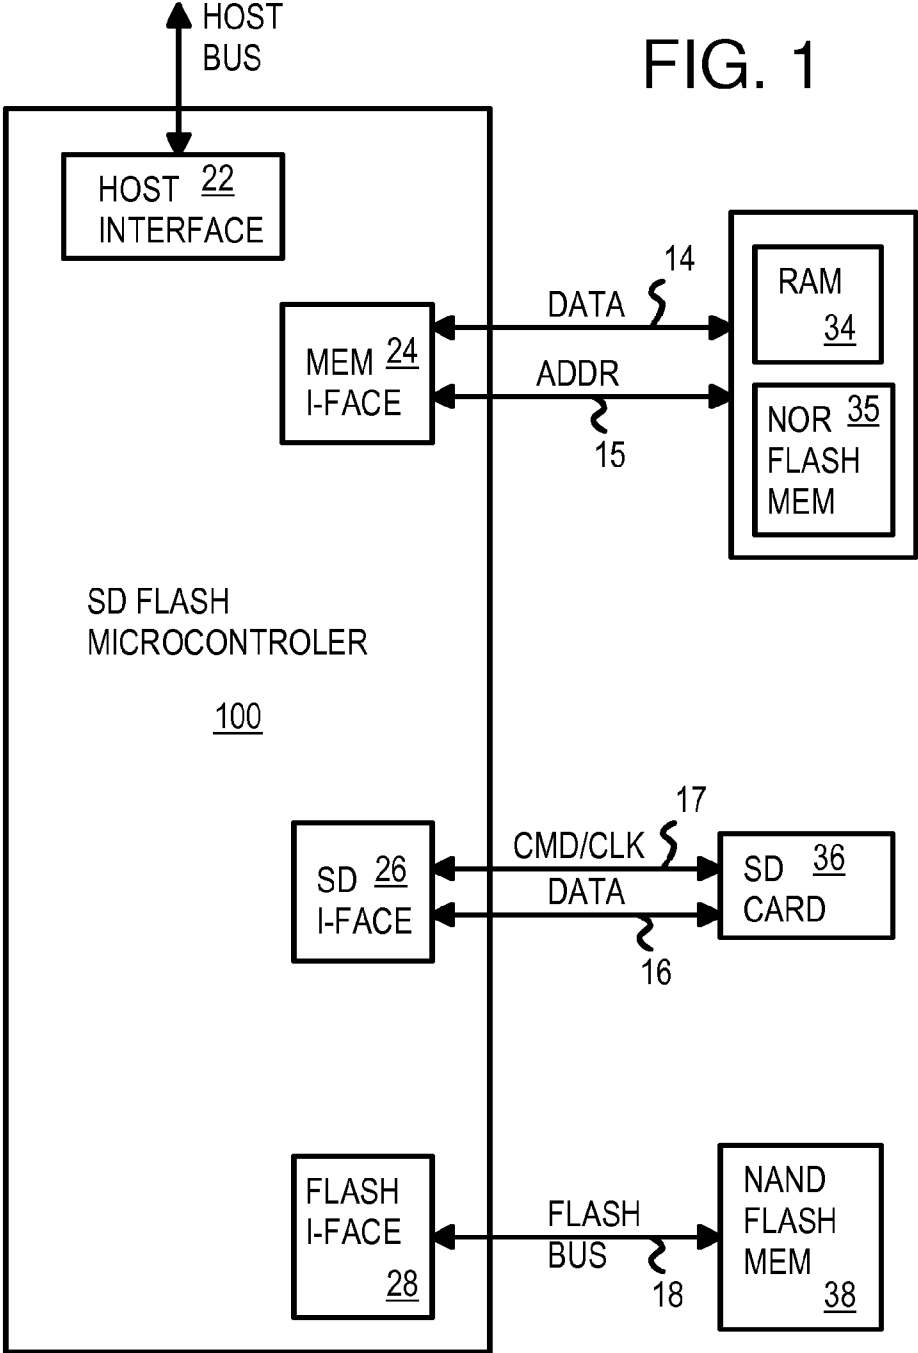 HOST
BUS
FIG. 1
HOST 22
INTERFACE
MEM 24
I-FACE
DATA
14
ADDR
15
RAM
34
NOR 35
FLASH
MEM
SD FLASH
MICROCONTROLER
100
SD 26
I-FACE
CMD/CLK
17
DATA
16
SD 36
CARD
FLASH
I-FACE
28
FLASH
BUS
18
NAND
FLASH
MEM
38